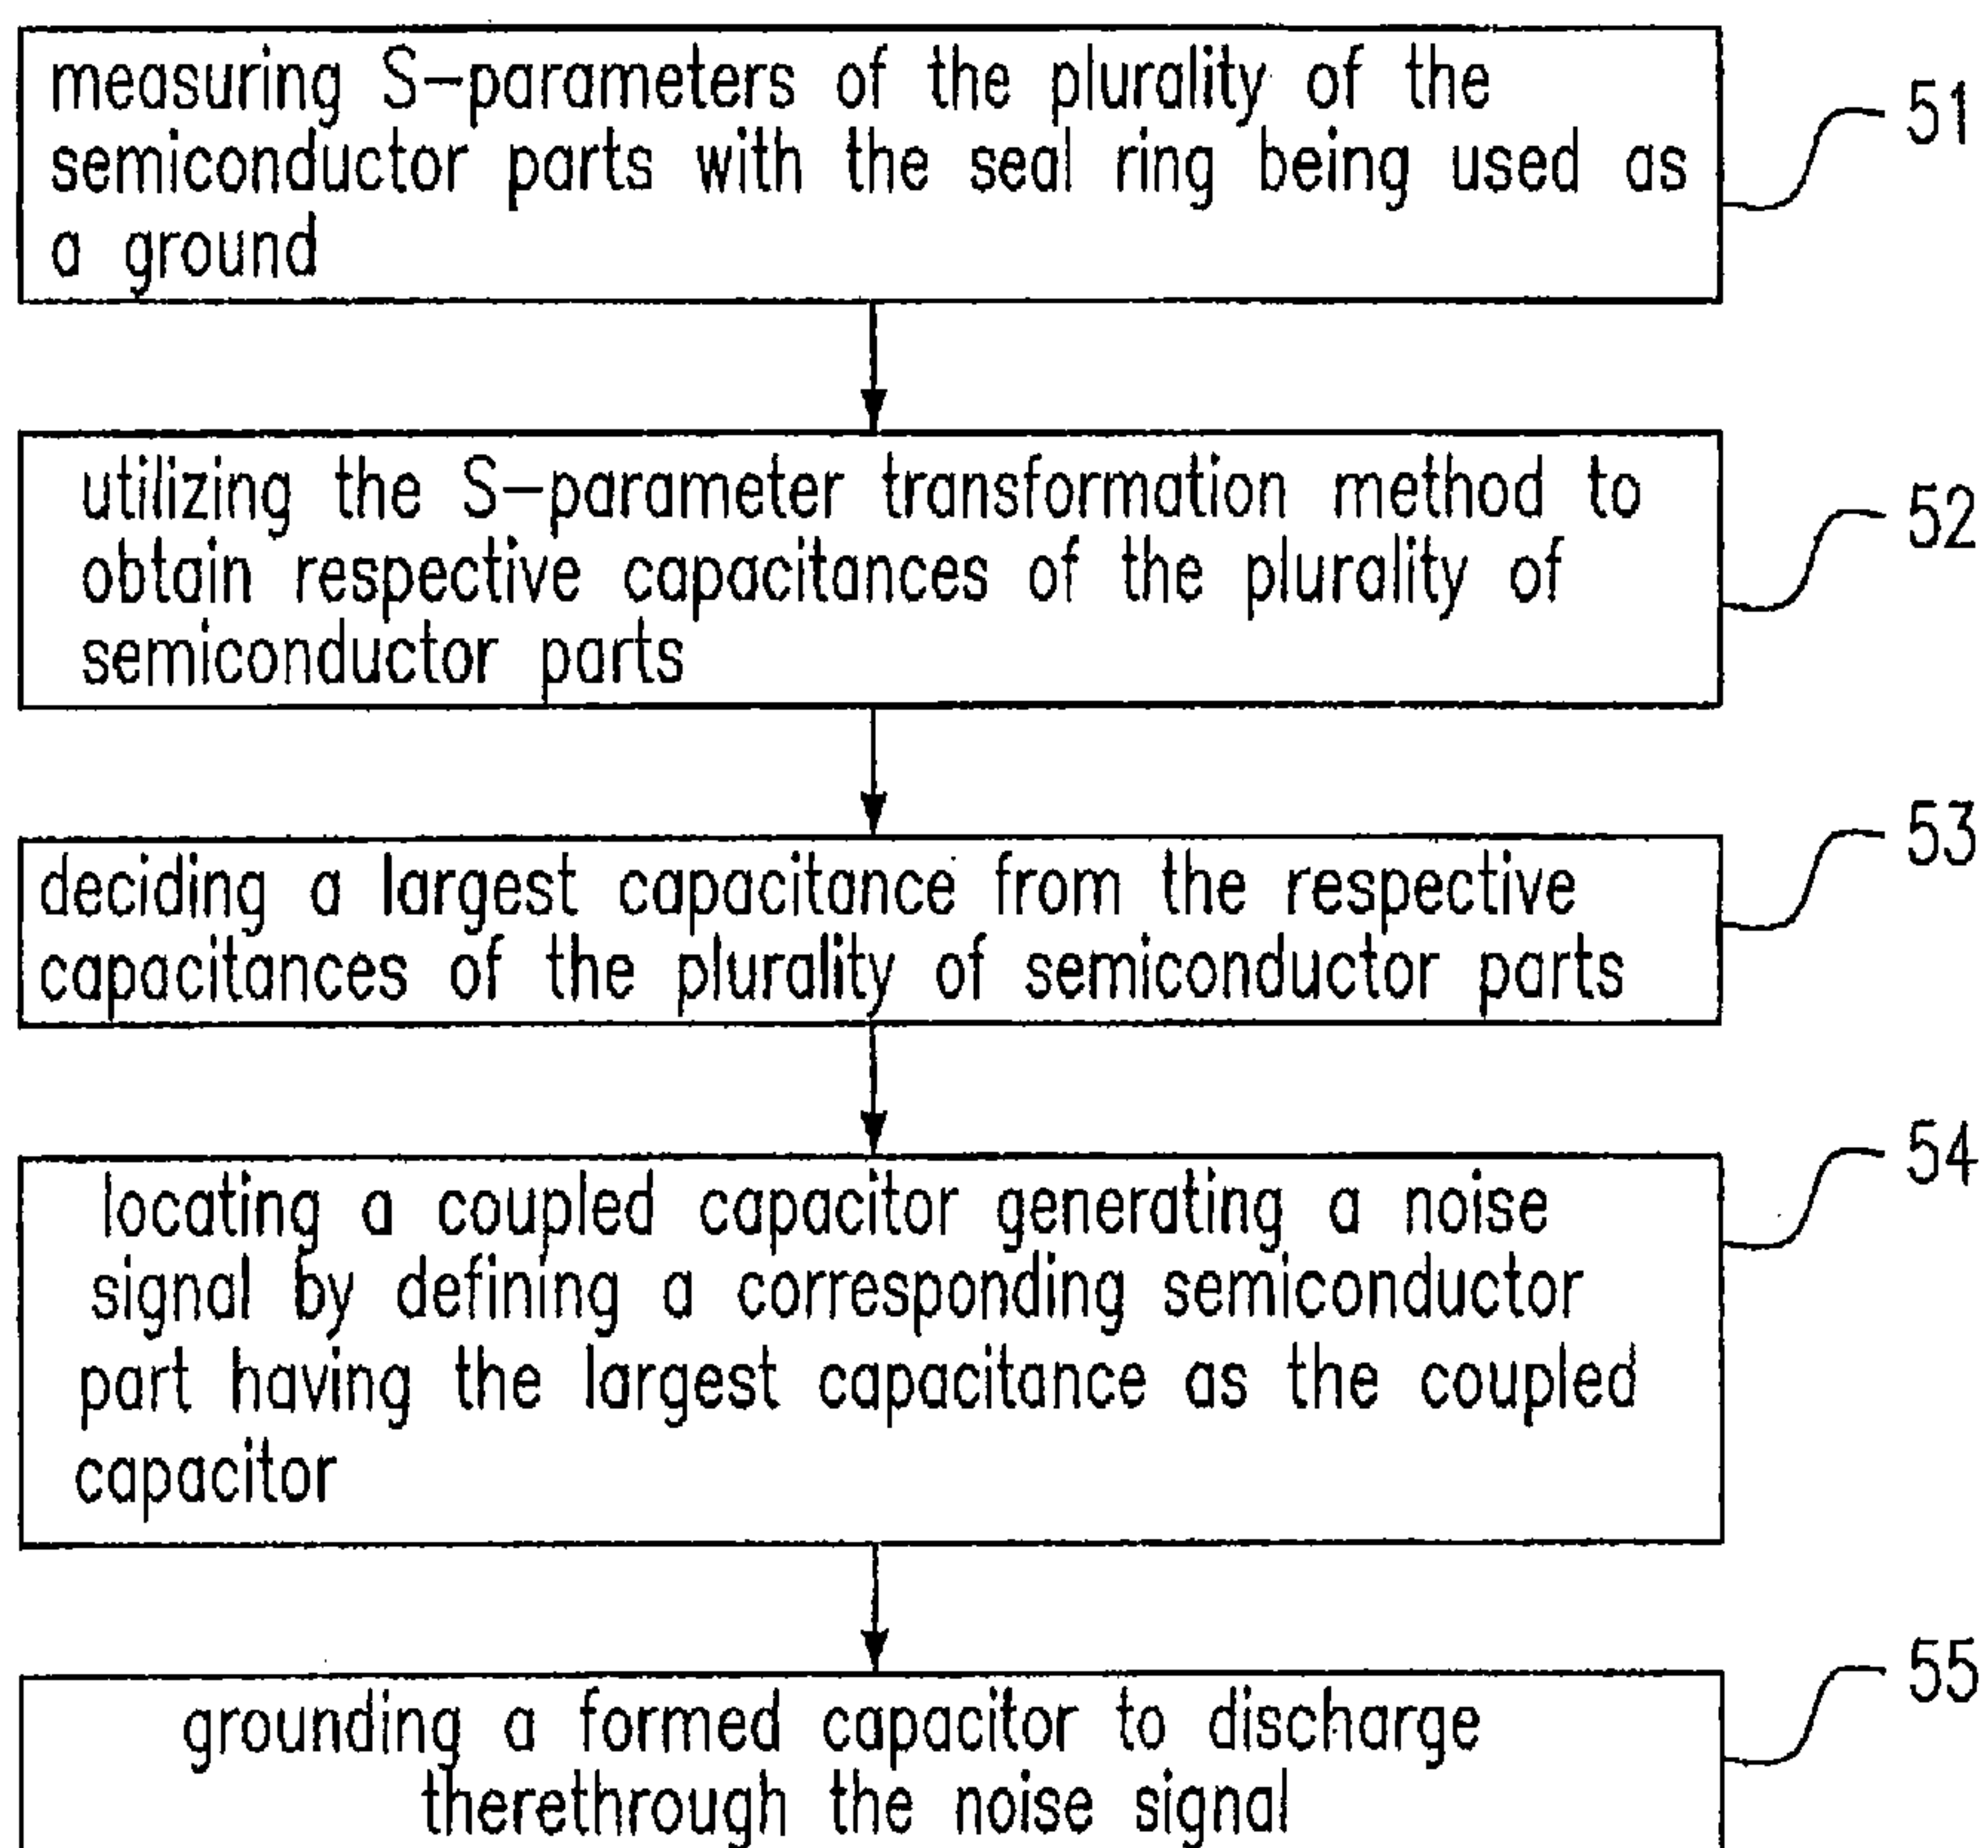 measuring S-parameters of the plurality of the
semiconductor parts with the seal ring being used as
a ground
51
utilizing the S-parameter transformation method to
obtain respective capacitances of the plurality of
semiconductor parts
52
deciding a largest capacitance from the respective
capacitances of the plurality of semiconductor parts
53
locating a coupled capacitor generating a noise
signal by defining a corresponding semiconductor
part having the largest capacitance as the coupled
capacitor
54
grounding a formed capacitor to discharge
therethrough the noise signal
55